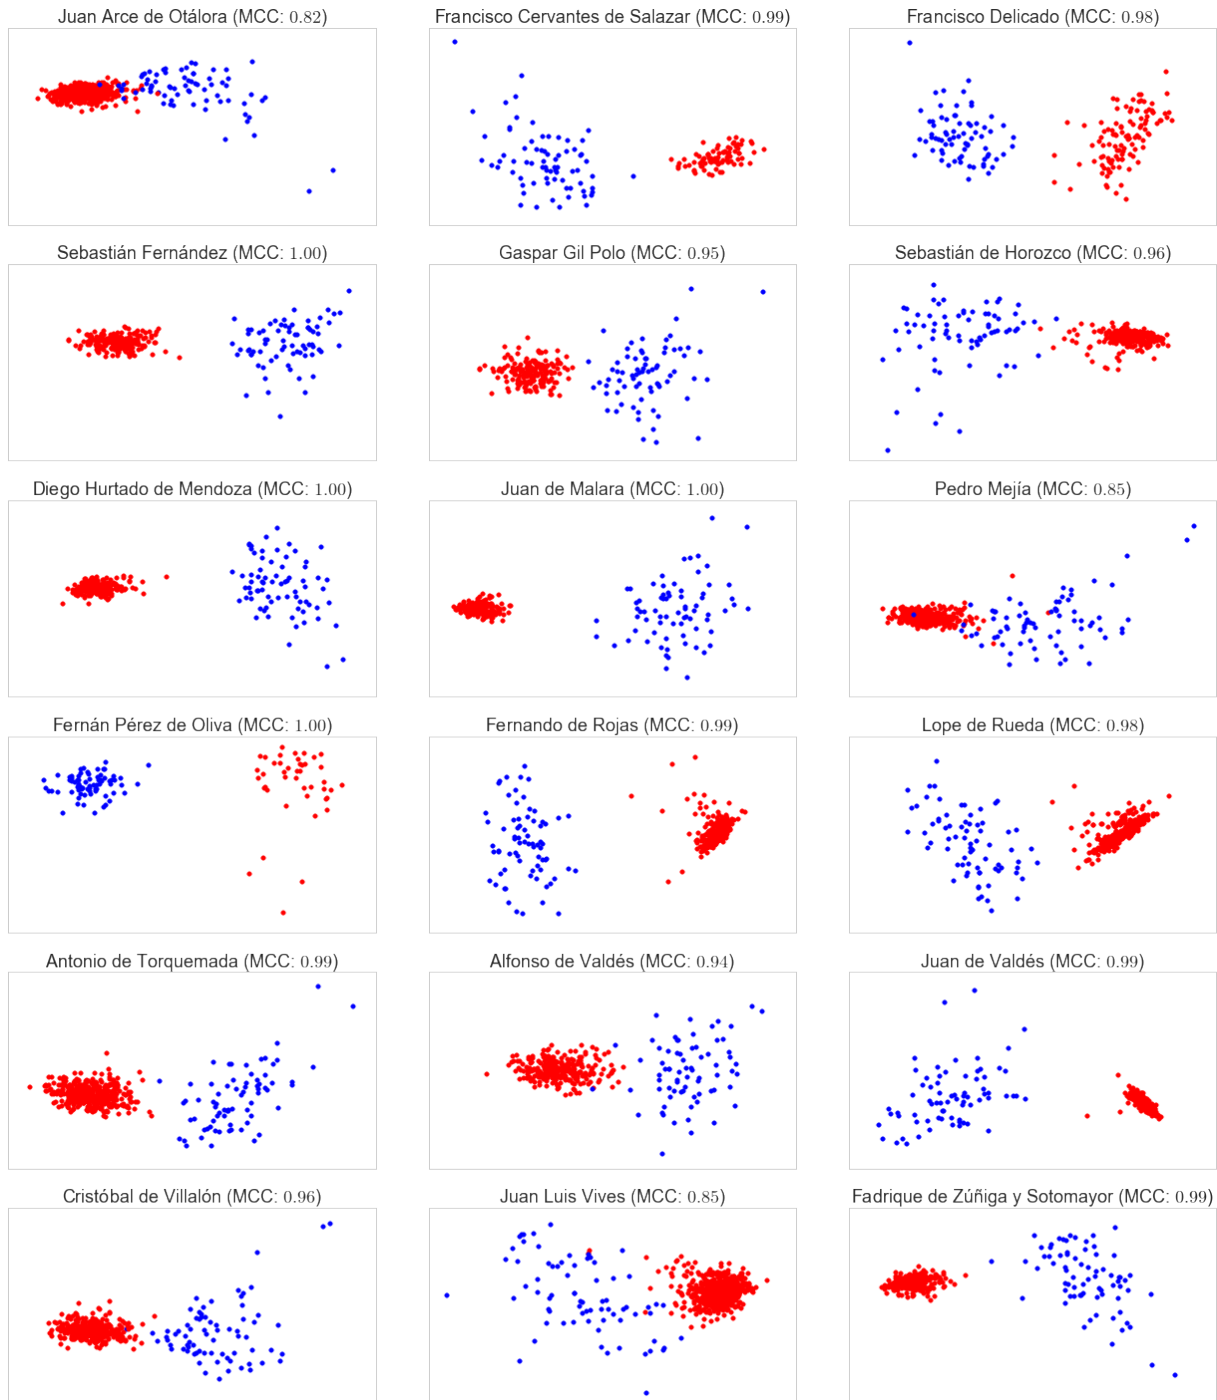 Juan Arce de Otálora (MCC: 0.82)
Francisco Cervantes de Salazar (MCC: 0.99)
Francisco Delicado (MCC: 0.98)
Sebastián Fernández (MCC: 1.00)
Gaspar Gil Polo (MCC: 0.95)
Sebastián de Horozco (MCC: 0.96)
Diego Hurtado de Mendoza (MCC: 1.00)
Juan de Malara (MCC: 1.00)
Pedro Mejía (MCC: 0.85)
Fernán Pérez de Oliva (MCC: 1.00)
Fernando de Rojas (MCC: 0.99)
Lope de Rueda (MCC: 0.98)
Antonio de Torquemada (MCC: 0.99)
Alfonso de Valdés (MCC: 0.94)
Juan de Valdés (MCC: 0.99)
Cristóbal de Villalón (MCC: 0.96)
Juan Luis Vives (MCC: 0.85)
Fadrique de Zúñiga y Sotomayor (MCC: 0.99)